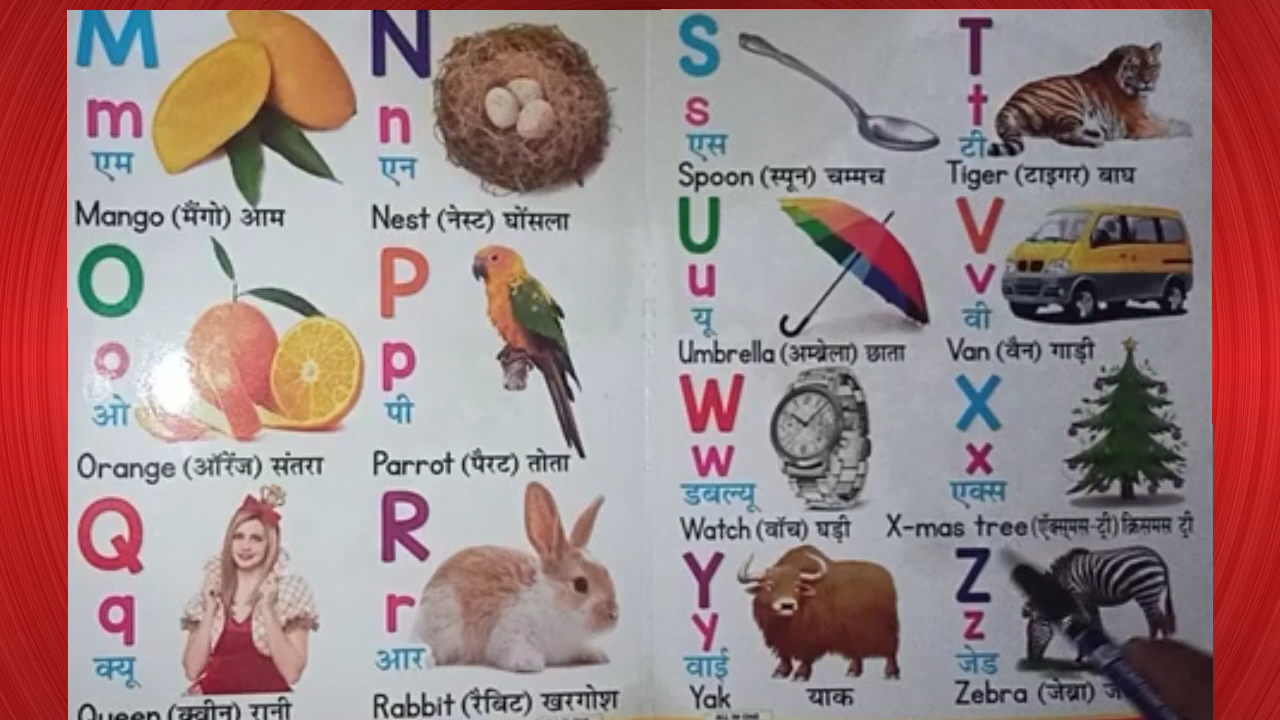 M
m
एम
Mango (मैंगो) आम
N
n
एन
Nest (नेस्ट) घोंसला
O
o
ओ
Orange (ऑरेंज) संतरा
P
p
पी
Parrot (पैरट) तोता
Q
q
क्यू
Queen (क्वीन) रानी
R
r
आर
Rabbit (रैबिट) खरगोश
S
s
एस
Spoon (स्पून) चम्मच
T
t
टी
Tiger (टाइगर) बाघ
U
u
यू
Umbrella (अम्ब्रेला) छाता
V
v
वी
Van (वैन) गाड़ी
W
w
डबल्यू
Watch (वॉच) घड़ी
X
x
एक्स
X-mas tree (ऍक्समस-ट्री) क्रिसमस ट्री
Y
y
वाई
Yak याक
Z
z
जेड
Zebra (जेब्रा)